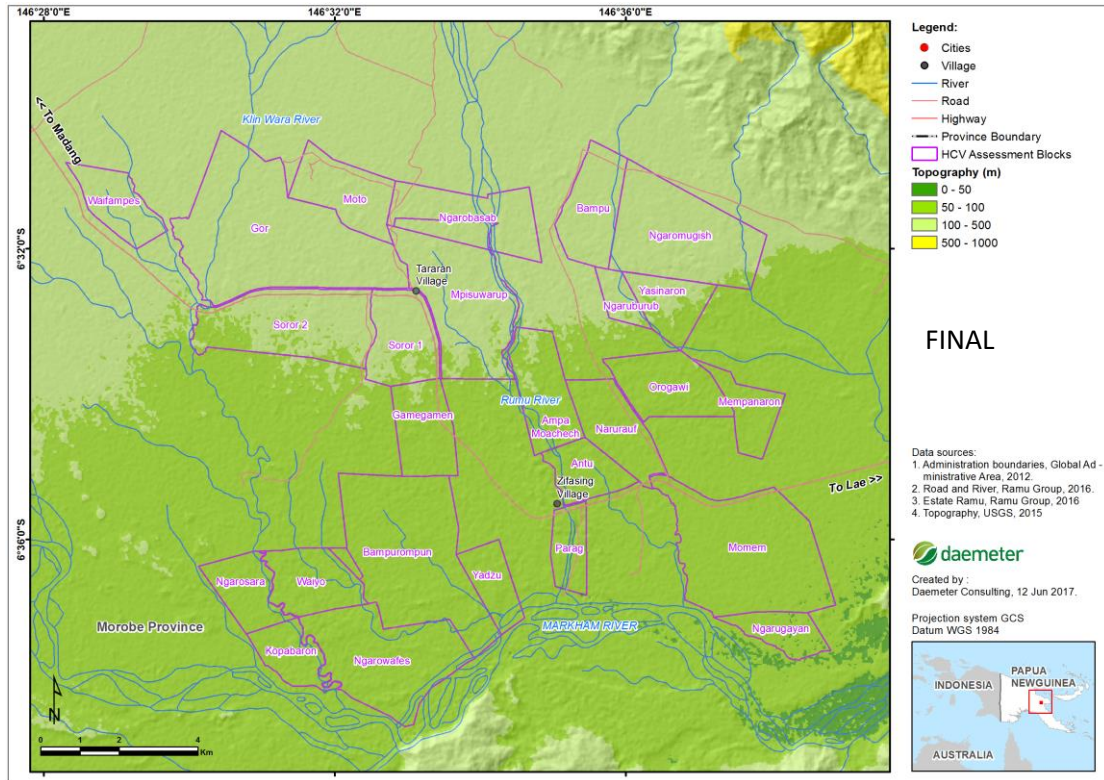 146°28'0"E
146°32'0"E
146°36'0"E
6°32'0"S
6°36'0"S
<< To Madang
Klin Wara River
Waifampes
Gor
Moto
Ngarobasab
Bampu
Ngaromugish
Tararan
Village
Mpisuwarup
Yasinaron
Ngaruburub
Soror 2
Soror 1
Orogawi
Mempanaron
Rumu River
Gamegamen
Ampa
Moachech
Narurauf
Antu
Zifasing
Village
To Lae >>
Bampurompun
Parag
Momem
Ngarosara
Waiyo
Yadzu
Morobe Province
MARKHAM RIVER
Ngarugayan
Kopabaron
Ngarowafes
N
0 1 2 4
Km
Legend:
Cities
Village
River
Road
Highway
Province Boundary
HCV Assessment Blocks
Topography (m)
0 - 50
50 - 100
100 - 500
500 - 1000
FINAL
Data sources:
1. Administration boundaries, Global Ad -
ministrative Area, 2012.
2. Road and River, Ramu Group, 2016.
3. Estate Ramu, Ramu Group, 2016
4. Topography, USGS, 2015
daemeter
Created by :
Daemeter Consulting, 12 Jun 2017.
Projection system GCS
Datum WGS 1984
INDONESIA
PAPUA
NEWGUINEA
AUSTRALIA